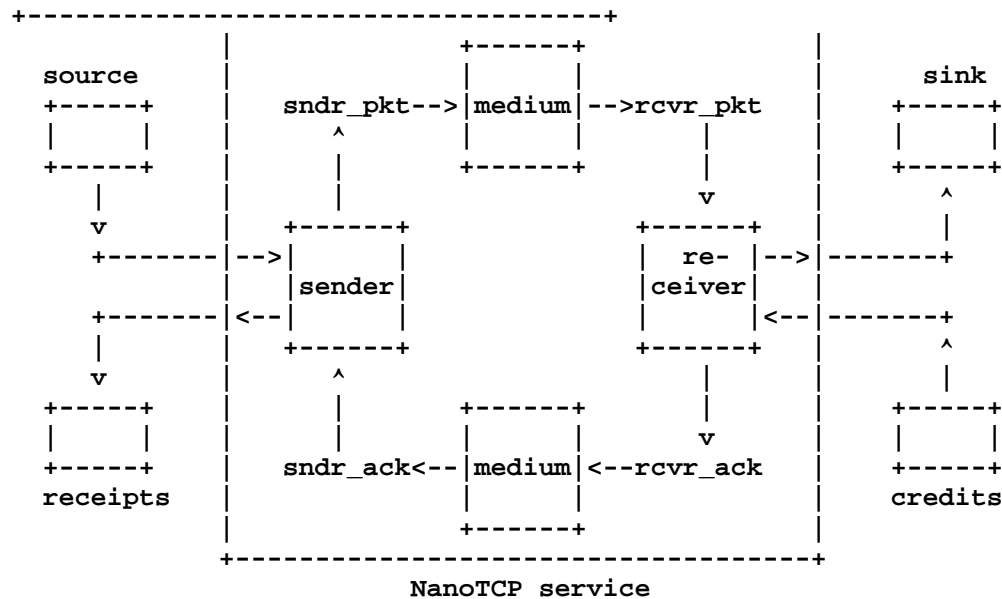 source
sink
sndr_pkt-->|medium|-->rcvr_pkt
re-
sender
ceiver
sndr_ack<--|medium|<--rcvr_ack
receipts
credits
NanoTCP service